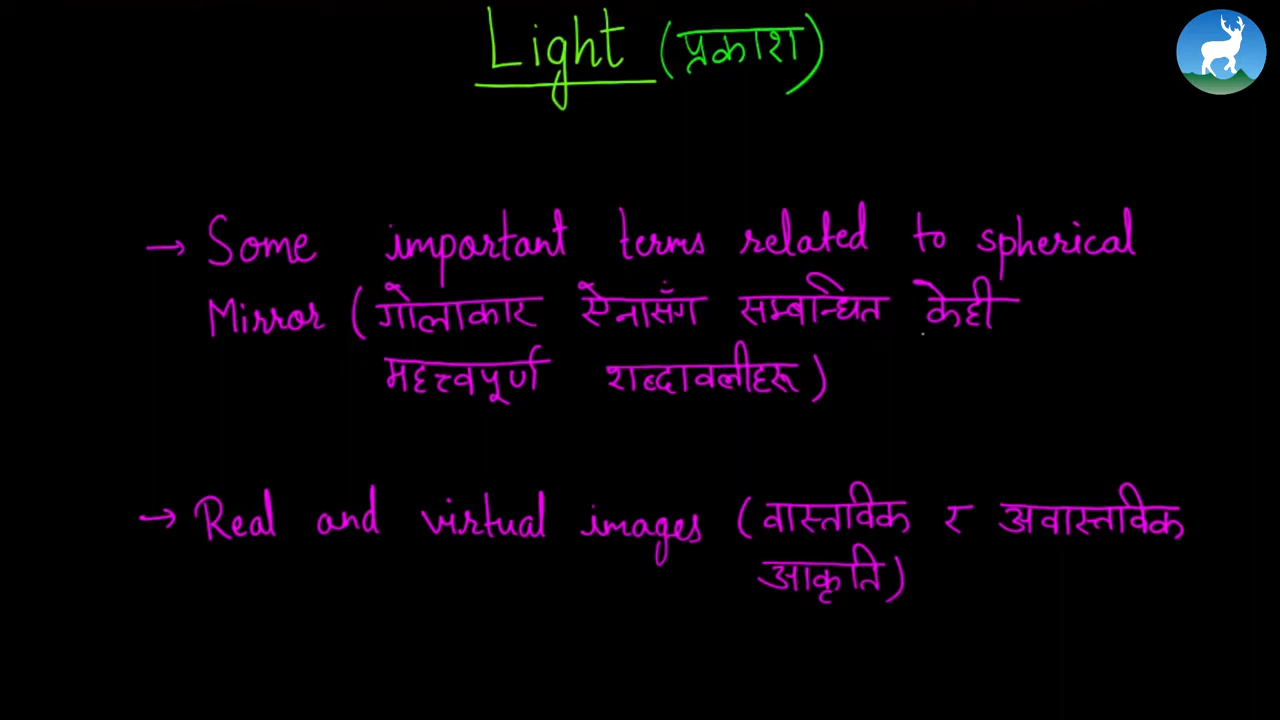 Light (प्रकाश)
→ Some important terms related to spherical
Mirror (गोलाकार ऐनासँग सम्बन्धित केही
महत्त्वपूर्ण शब्दावलीहरू)
→ Real and virtual images (वास्तविक र अवास्तविक
आकृति)